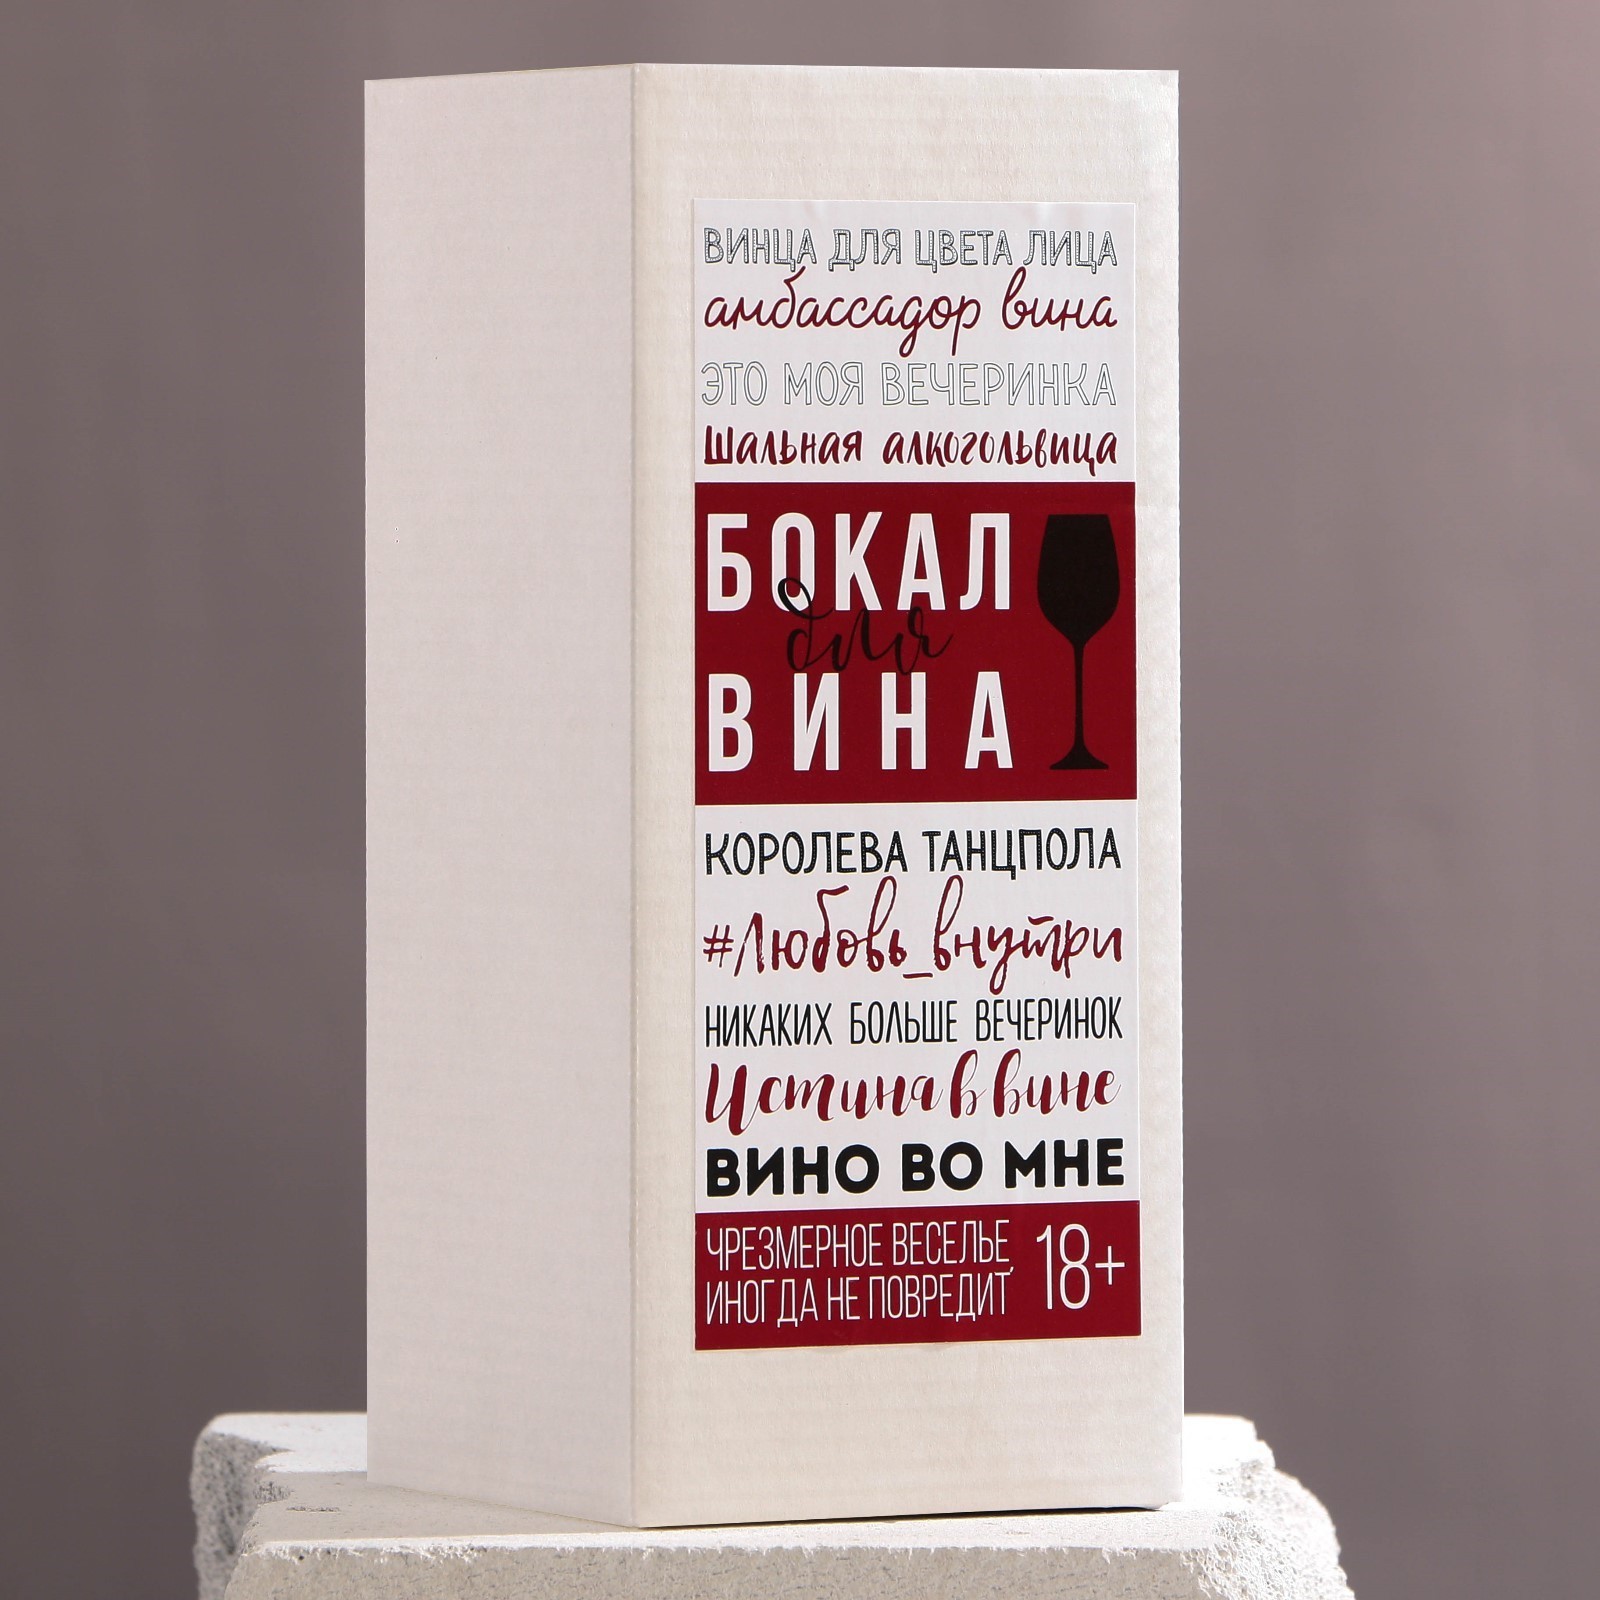 ВИНЦА ДЛЯ ЦВЕТА ЛИЦА
амбассадор вина
ЭТО МОЯ ВЕЧЕРИНКА
Шальная алкогольвица
БОКАЛ
для
ВИНА
КОРОЛЕВА ТАНЦПОЛА
#Любовь_внутри
НИКАКИХ БОЛЬШЕ ВЕЧЕРИНОК
Истина в вине
ВИНО ВО МНЕ
ЧРЕЗМЕРНОЕ ВЕСЕЛЬЕ,
ИНОГДА НЕ ПОВРЕДИТ
18+